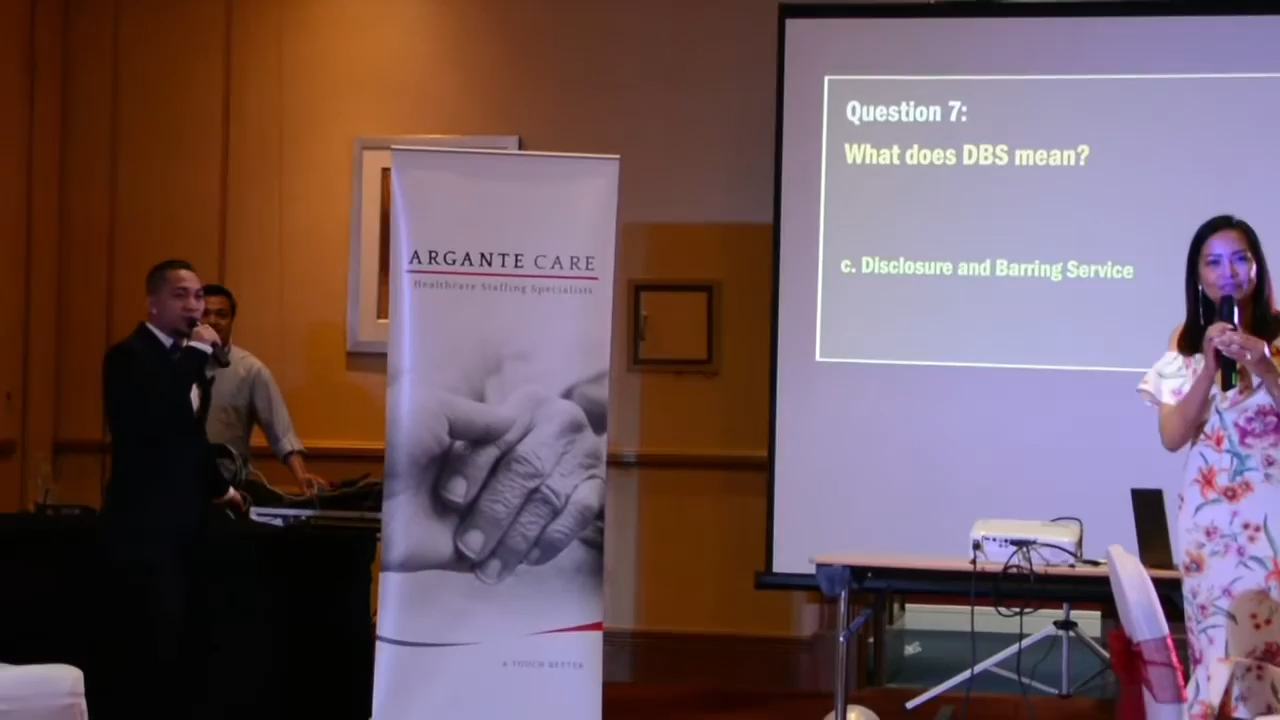 ARGANTE CARE
Healthcare Staffing Specialists
A TOUCH BETTER
Question 7:
What does DBS mean?
c. Disclosure and Barring Service